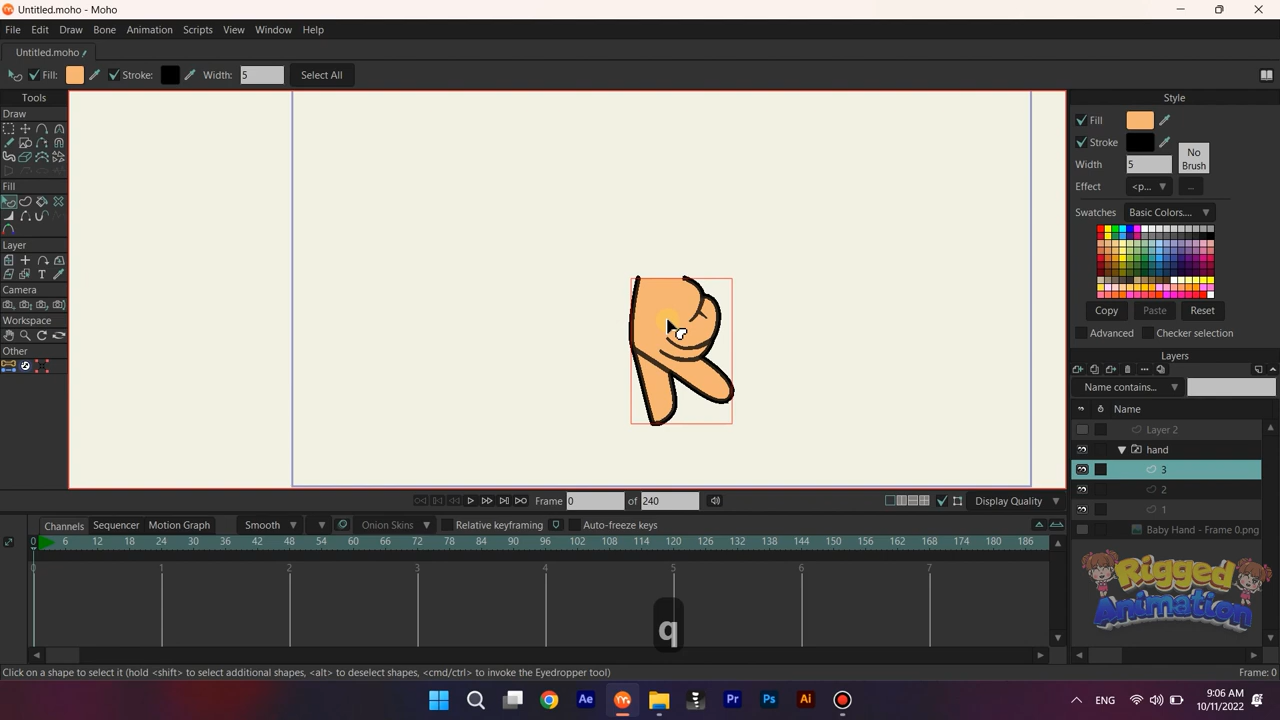 Untitled.moho - Moho
File Edit Draw Bone Animation Scripts View Window Help
Untitled.moho
Fill: Stroke: Width: 5 Select All
Tools
Draw
Fill
Layer
Camera
Workspace
Other
Style
Fill
Stroke
No Brush
Width 5
Effect <p... ...
Swatches Basic Colors...
Copy Paste Reset
Advanced Checker selection
Layers
Name contains...
Name
Layer 2
hand
3
2
1
Baby Hand - Frame 0.png
Rigged
Animation
Frame 0 of 240 Display Quality
Channels Sequencer Motion Graph Smooth Onion Skins Relative keyframing Auto-freeze keys
0 6 12 18 24 30 36 42 48 54 60 66 72 78 84 90 96 102 108 114 120 126 132 138 144 150 156 162 168 174 180 186
0 1 2 3 4 5 6 7
q
Click on a shape to select it (hold <shift> to select additional shapes, <alt> to deselect shapes, <cmd/ctrl> to invoke the Eyedropper tool) Frame: 0
Ae Pr Ps Ai ENG 9:06 AM
10/11/2022